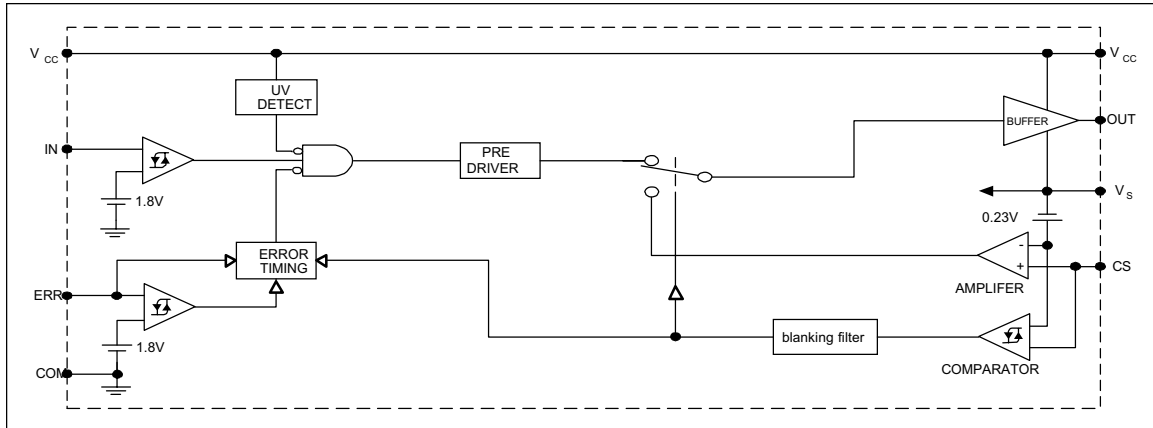 V CC
V CC
UV
DETECT
BUFFER
OUT
IN
PRE
DRIVER
1.8V
V S
0.23V
ERROR
TIMING
-
+
CS
AMPLIFER
ERR
blanking filter
1.8V
COMPARATOR
COM